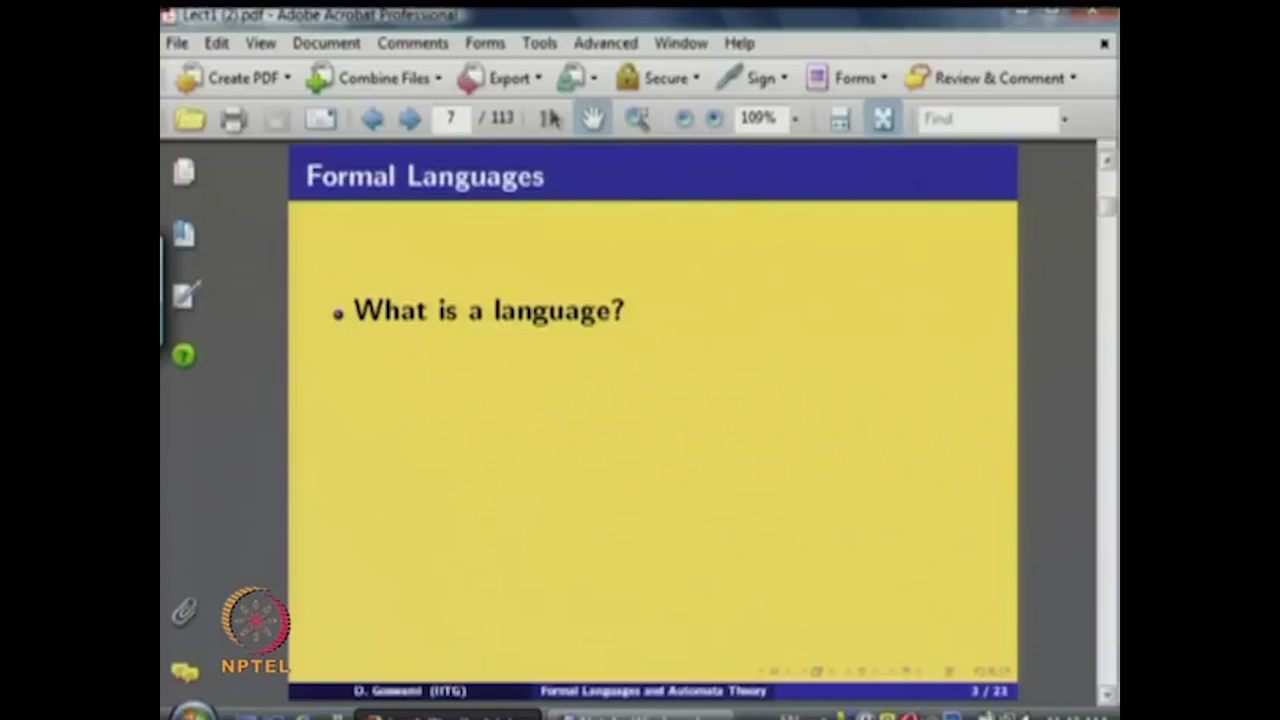 Lect1 (2).pdf - Adobe Acrobat Professional
File Edit View Document Comments Forms Tools Advanced Window Help
Create PDF Combine Files Export Secure Sign Forms Review & Comment
7 / 113 109% Find
Formal Languages
What is a language?
NPTEL
D. Goswami (IITG) Formal Languages and Automata Theory 3 / 21